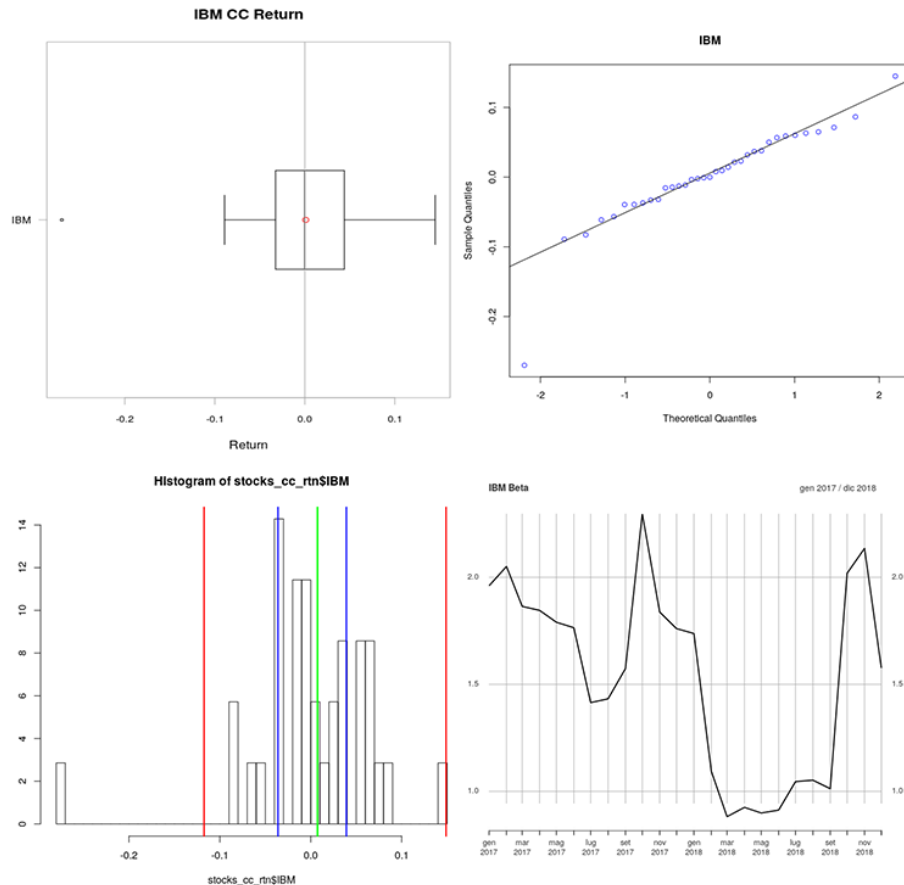 IBM CC Return
IBM
-0.2 -0.1 0.0 0.1
Return
IBM
Sample Quantiles
0.1
0.0
-0.1
-0.2
-2 -1 0 1 2
Theoretical Quantiles
Histogram of stocks_cc_rtn$IBM
14
12
10
8
6
4
2
0
-0.2 -0.1 0.0 0.1
stocks_cc_rtn$IBM
IBM Beta gen 2017 / dic 2018
2.0 2.0
1.5 1.5
1.0 1.0
gen mar mag lug set nov gen mar mag lug set nov
2017 2017 2017 2017 2017 2017 2018 2018 2018 2018 2018 2018